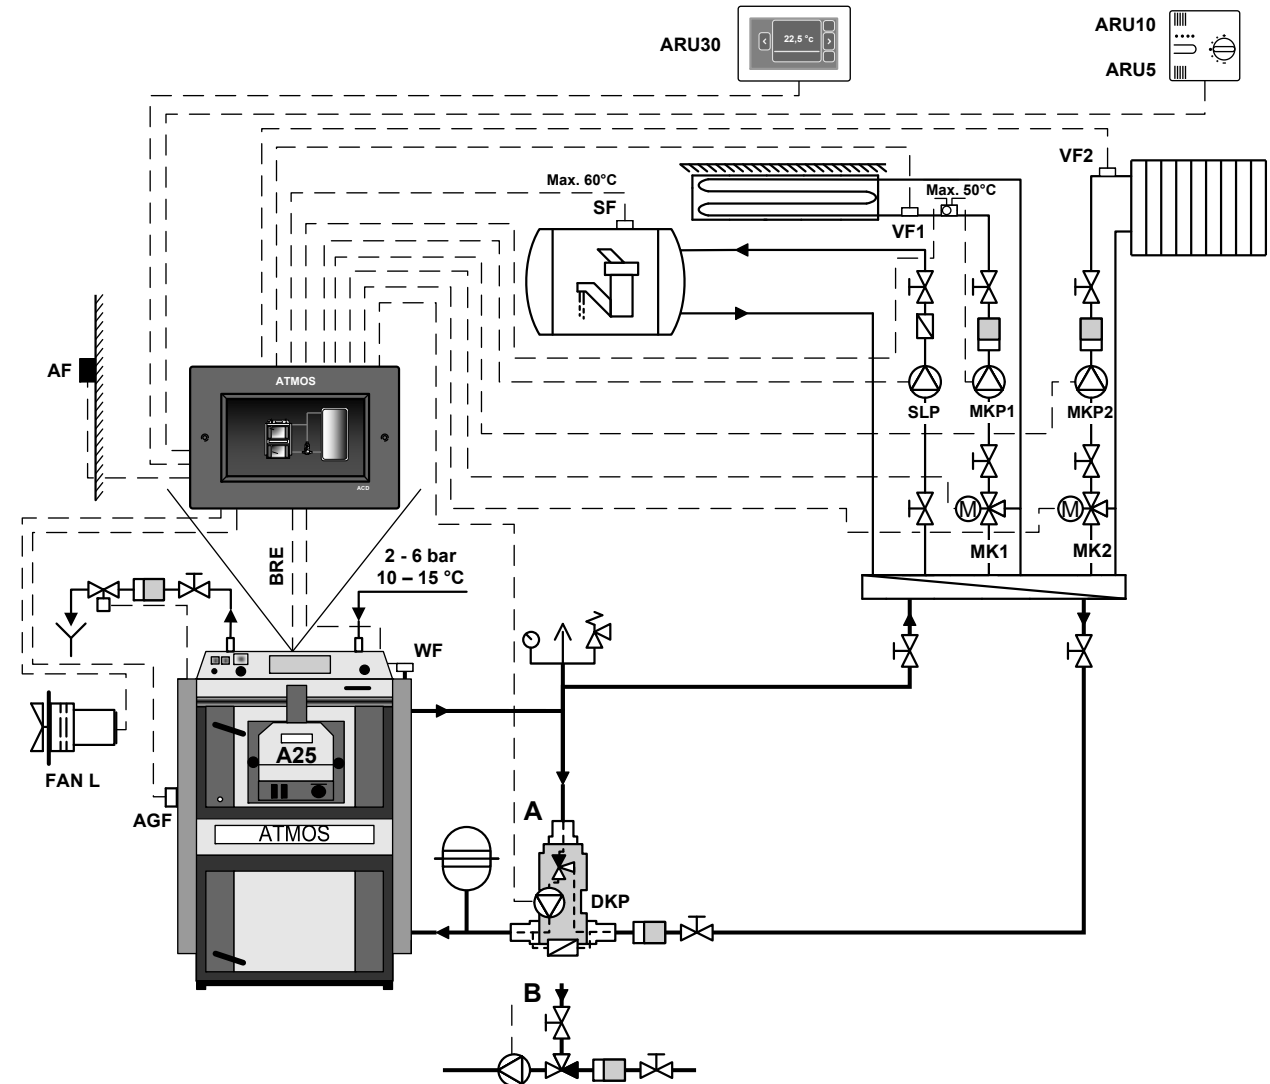 ARU30
22,5 °c
ARU10
ARU5
Max. 60°C
SF
Max. 50°C
VF1
VF2
AF
ATMOS
ACD
SLP
MKP1
MKP2
M
M
MK1
MK2
BRE
2 - 6 bar
10 – 15 °C
WF
A25
FAN L
AGF
ATMOS
A
DKP
B